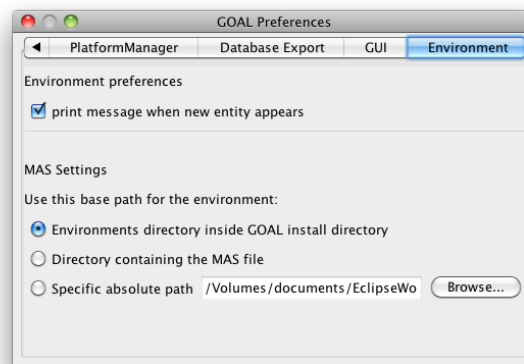 GOAL Preferences
PlatformManager Database Export GUI Environment
Environment preferences
print message when new entity appears
MAS Settings
Use this base path for the environment:
Environments directory inside GOAL install directory
Directory containing the MAS file
Specific absolute path /Volumes/documents/EclipseWo Browse...